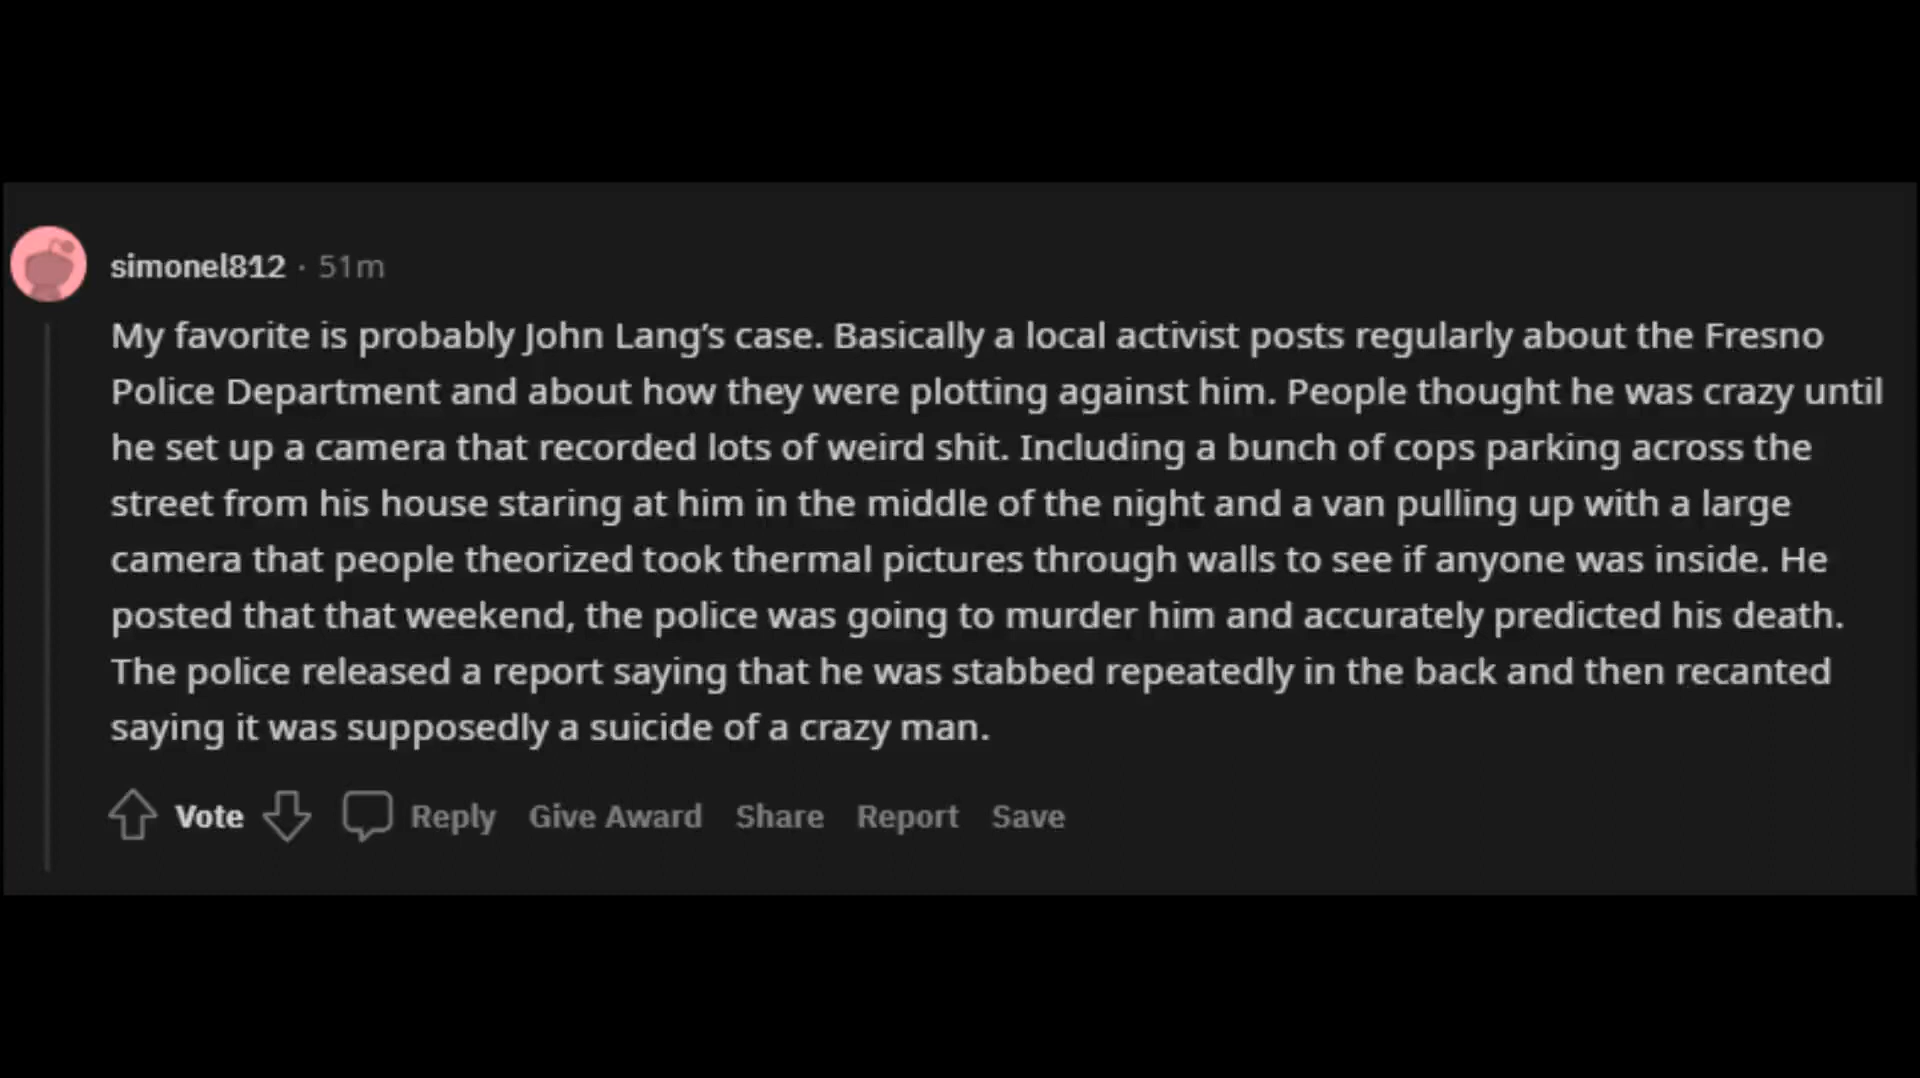 simonel812 · 51m
My favorite is probably John Lang's case. Basically a local activist posts regularly about the Fresno
Police Department and about how they were plotting against him. People thought he was crazy until
he set up a camera that recorded lots of weird shit. Including a bunch of cops parking across the
street from his house staring at him in the middle of the night and a van pulling up with a large
camera that people theorized took thermal pictures through walls to see if anyone was inside. He
posted that that weekend, the police was going to murder him and accurately predicted his death.
The police released a report saying that he was stabbed repeatedly in the back and then recanted
saying it was supposedly a suicide of a crazy man.
Vote Reply Give Award Share Report Save